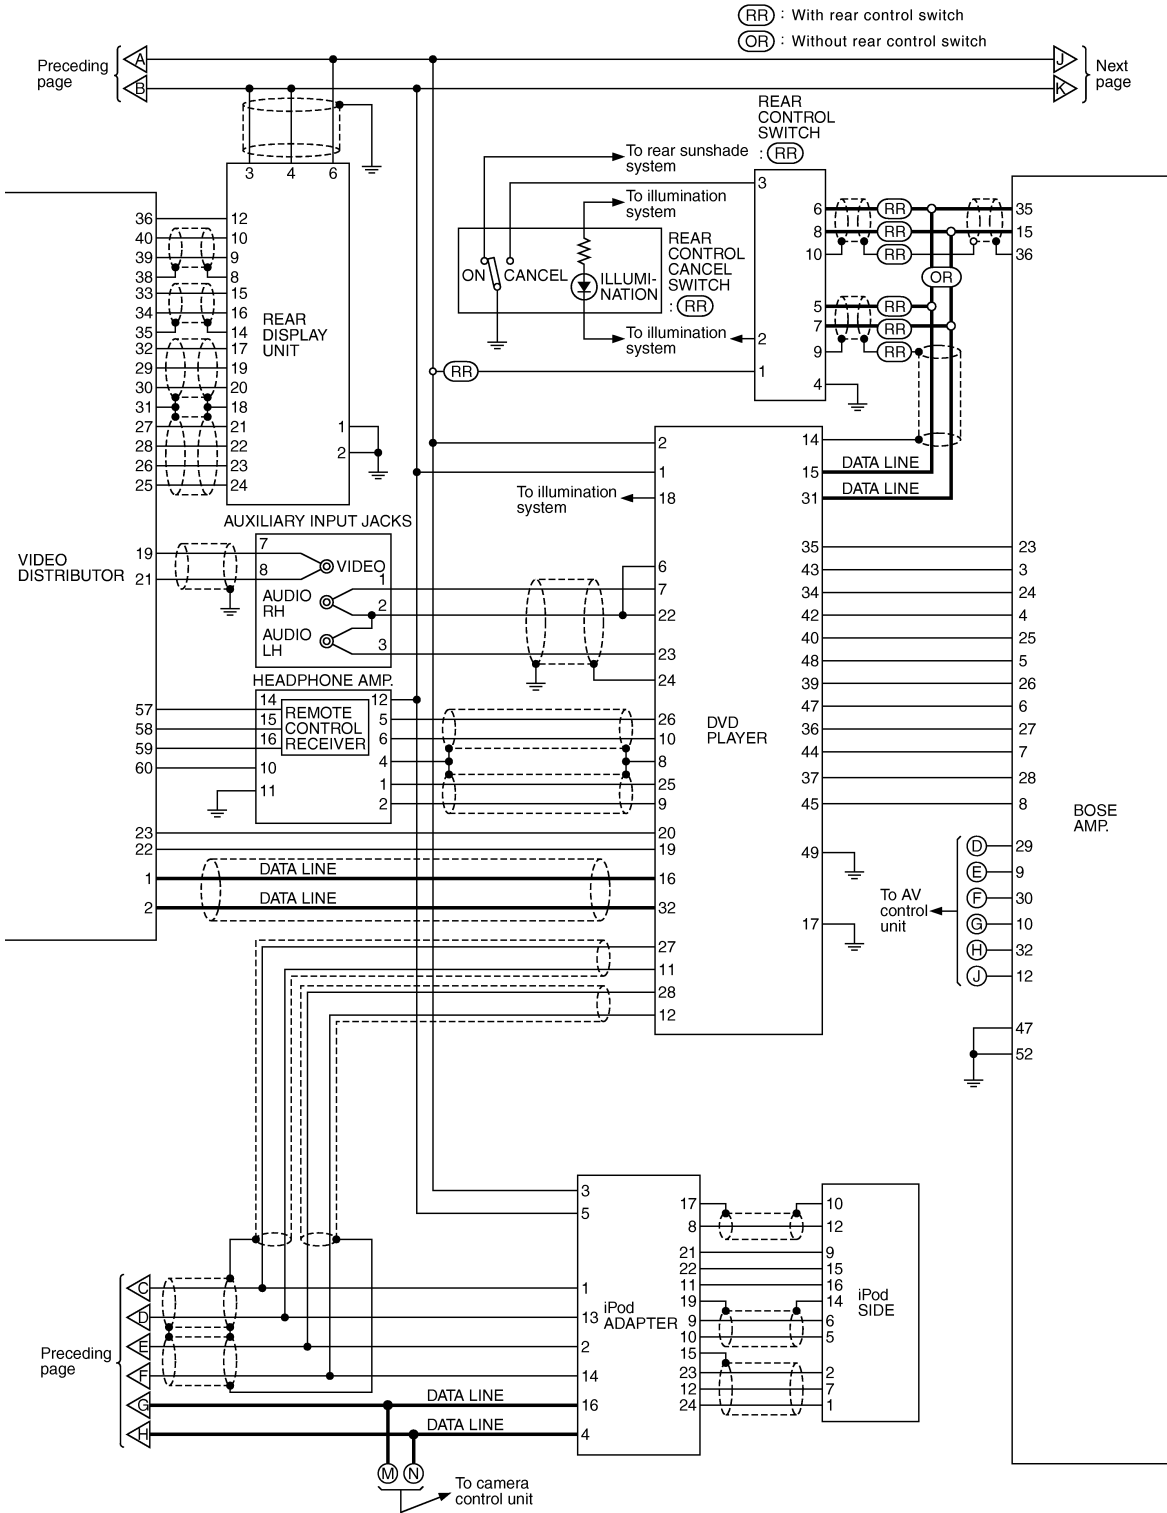 RR : With rear control switch
OR : Without rear control switch
Preceding
page
A
B
J
K
Next
page
REAR
CONTROL
SWITCH
: RR
To rear sunshade
system
To illumination
system
3 4 6
3
36 12
40 10
39 9
38 8
33 15
34 16
35 14
32 17
29 19
30 20
31 18
27 21
28 22
26 23
25 24
REAR
DISPLAY
UNIT
1
2
ON CANCEL
ILLUMI-
NATION
REAR
CONTROL
CANCEL
SWITCH
: RR
To illumination
system
2
RR 1
6 RR 35
8 RR 15
10 RR 36
OR
5 RR
7 RR
9 RR
4
2
1
To illumination
system
18
14
15 DATA LINE
31 DATA LINE
AUXILIARY INPUT JACKS
VIDEO
DISTRIBUTOR
19 7
21 8
VIDEO
AUDIO
RH
AUDIO
LH
1
2
3
6
7
22
23
24
HEADPHONE AMP.
57 14
58 15
59 16
60 10
11
REMOTE
CONTROL
RECEIVER
12
5 26
6 10
4 8
1 25
2 9
23 20
22 19
1 DATA LINE 16
2 DATA LINE 32
27
11
28
12
DVD
PLAYER
35 23
43 3
34 24
42 4
40 25
48 5
39 26
47 6
36 27
44 7
37 28
45 8
49
17
BOSE
AMP.
To AV
control
unit
D 29
E 9
F 30
G 10
H 32
J 12
47
52
3
5
Preceding
page
C 1
D 13
E 2
F 14
G DATA LINE 16
H DATA LINE 4
iPod
ADAPTER
17 10
8 12
21 9
22 15
11 16
19 14
9 6
10 5
15
23 2
12 7
24 1
iPod
SIDE
M N
To camera
control unit